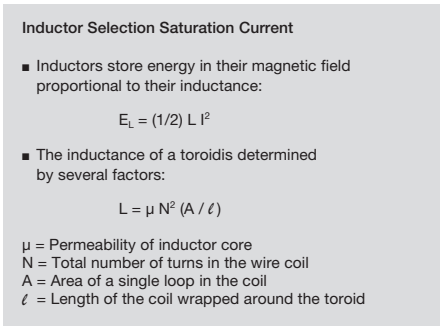 Inductor Selection Saturation Current
■ Inductors store energy in their magnetic field
proportional to their inductance:
E_L = (1/2) L I²
■ The inductance of a toroidis determined
by several factors:
L = μ N² (A / ℓ)
μ = Permeability of inductor core
N = Total number of turns in the wire coil
A = Area of a single loop in the coil
ℓ = Length of the coil wrapped around the toroid